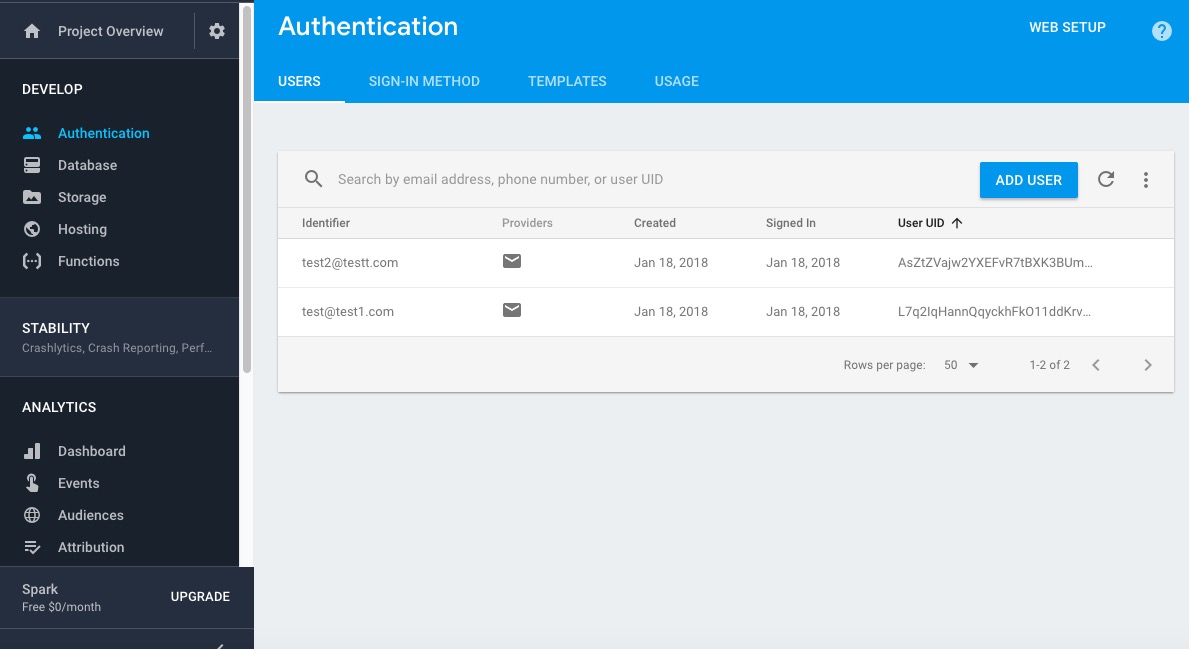 Project Overview
DEVELOP
Authentication
Database
Storage
Hosting
Functions
STABILITY
Crashlytics, Crash Reporting, Perf...
ANALYTICS
Dashboard
Events
Audiences
Attribution
Spark
Free $0/month
UPGRADE
Authentication
WEB SETUP
?
USERS SIGN-IN METHOD TEMPLATES USAGE
Search by email address, phone number, or user UID
ADD USER
Identifier Providers Created Signed In User UID
test2@testt.com Jan 18, 2018 Jan 18, 2018 AsZtZVajw2YXEFvR7tBXK3BUm...
test@test1.com Jan 18, 2018 Jan 18, 2018 L7q2IqHannQqyckhFkO11ddKrv...
Rows per page: 50 1-2 of 2